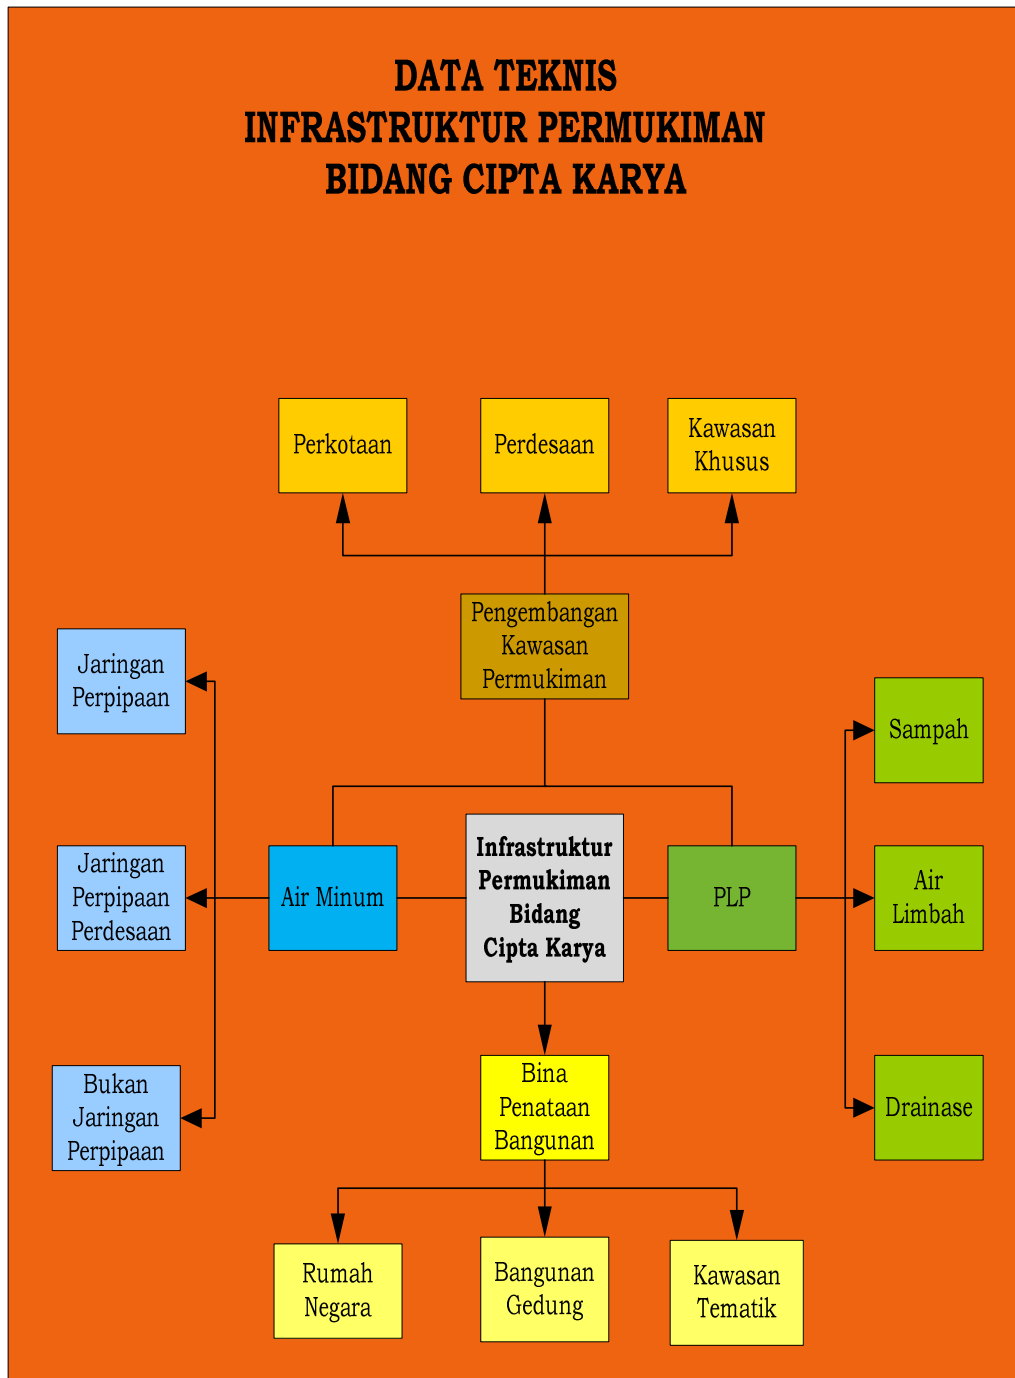 DATA TEKNIS
INFRASTRUKTUR PERMUKIMAN
BIDANG CIPTA KARYA
Perkotaan
Perdesaan
Kawasan
Khusus
Pengembangan
Kawasan
Permukiman
Jaringan
Perpipaan
Sampah
Jaringan
Perpipaan
Perdesaan
Air Minum
Infrastruktur
Permukiman
Bidang
Cipta Karya
PLP
Air
Limbah
Bukan
Jaringan
Perpipaan
Bina
Penataan
Bangunan
Drainase
Rumah
Negara
Bangunan
Gedung
Kawasan
Tematik